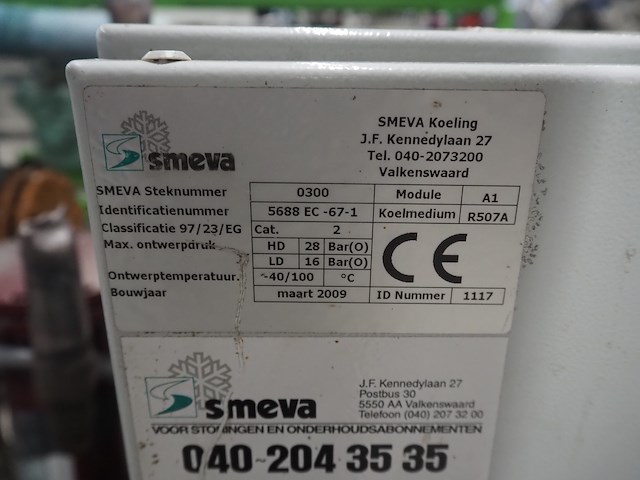 smeva
SMEVA Koeling
J.F. Kennedylaan 27
Tel. 040-2073200
Valkenswaard
SMEVA Steknummer 0300 Module A1
Identificatienummer 5688 EC -67-1 Koelmedium R507A
Classificatie 97/23/EG Cat. 2
Max. ontwerpdruk HD 28 Bar(O)
LD 16 Bar(O)
CE
Ontwerptemperatuur. ~40/100 °C
Bouwjaar maart 2009 ID Nummer 1117
smeva
J.F. Kennedylaan 27
Postbus 30
5550 AA Valkenswaard
Telefoon (040) 207 32 00
VOOR STORINGEN EN ONDERHOUDSABONNEMENTEN
040-204 35 35